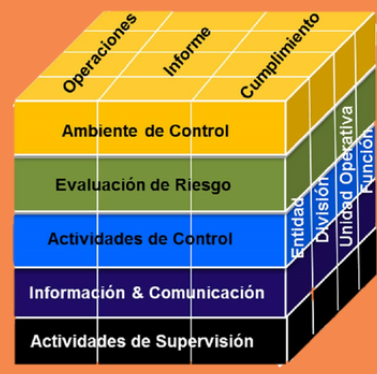 Operaciones
Informe
Cumplimiento
Ambiente de Control
Evaluación de Riesgo
Actividades de Control
Información & Comunicación
Actividades de Supervisión
Entidad
División
Unidad Operativa
Función